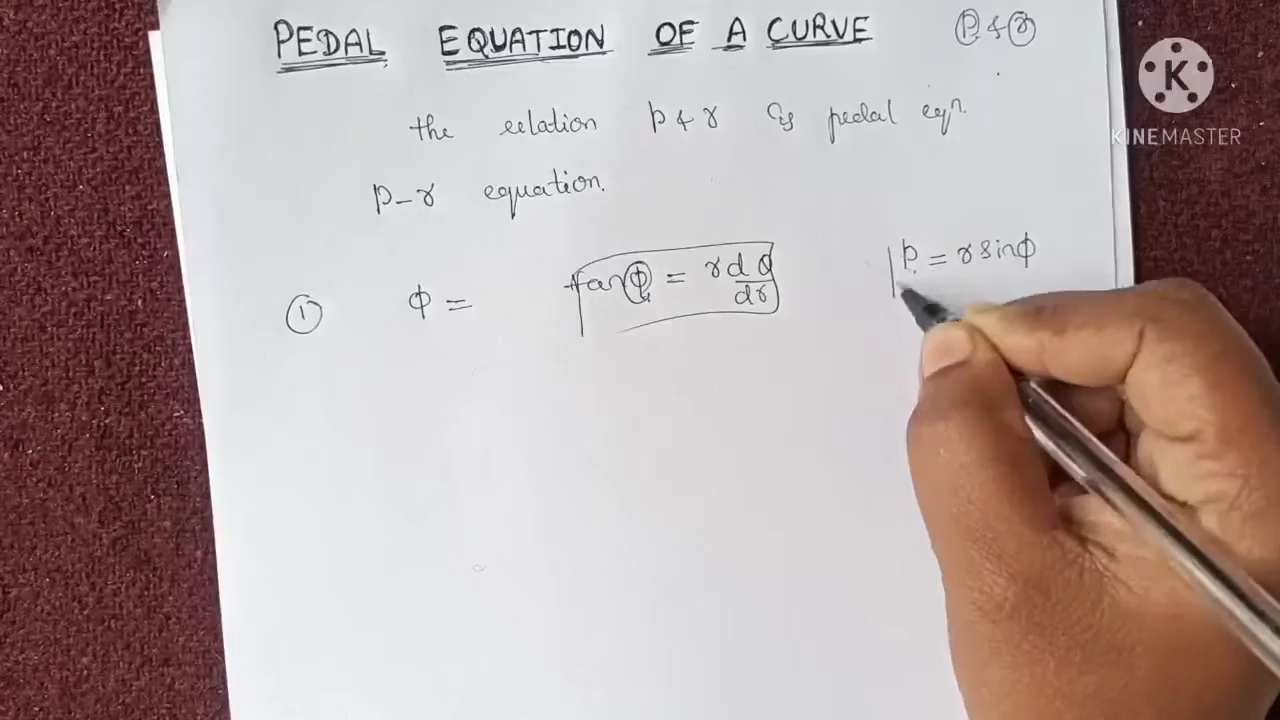 PEDAL EQUATION OF A CURVE p & r
K
KINEMASTER
the relation p & r is pedal eqn.
p-r equation.
① ϕ = tanϕ = r dθ/dr p = r sinϕ